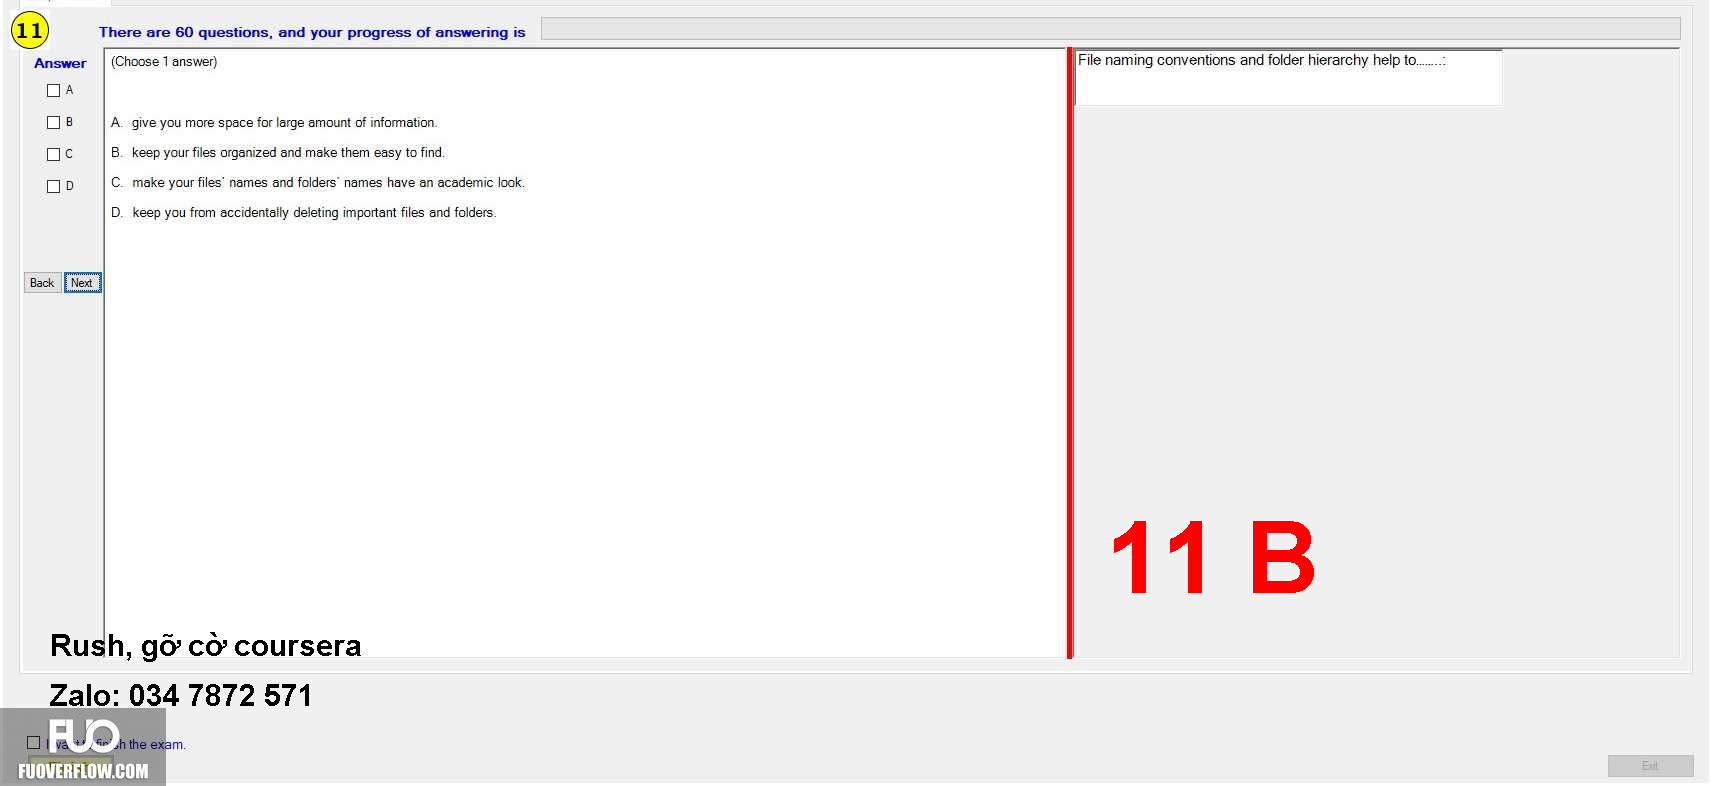 11
There are 60 questions, and your progress of answering is
Answer
A
B
C
D
Back
Next
(Choose 1 answer)
A. give you more space for large amount of information.
B. keep your files organized and make them easy to find.
C. make your files' names and folders' names have an academic look.
D. keep you from accidentally deleting important files and folders.
File naming conventions and folder hierarchy help to........:
11 B
Rush, gỡ cờ coursera
Zalo: 034 7872 571
I want to finish the exam.
FUO
FUOVERFLOW.COM
Exit